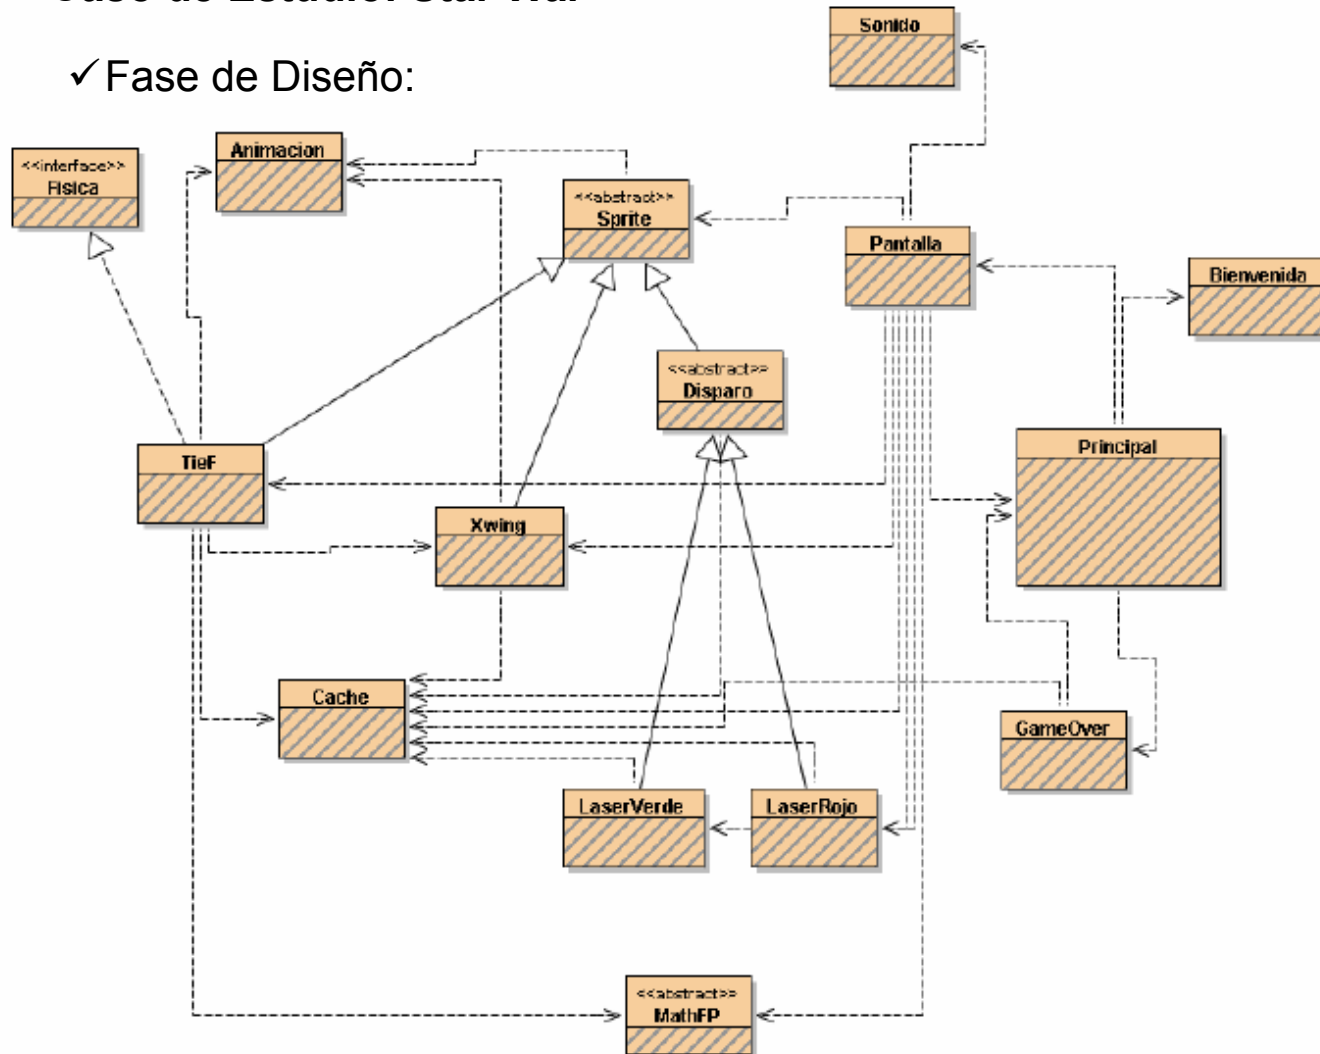 ✓Fase de Diseño:
Sonido
Animacion
<<interface>>
Fisica
<<abstract>>
Sprite
Pantalla
Bienvenida
<<abstract>>
Disparo
Principal
TieF
Xwing
Cache
GameOver
LaserVerde
LaserRojo
<<abstract>>
MathFP